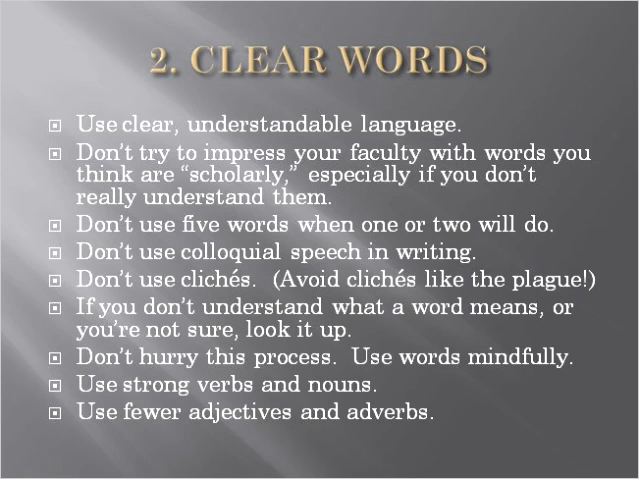 2. CLEAR WORDS
Use clear, understandable language.
Don’t try to impress your faculty with words you
think are “scholarly,” especially if you don’t
really understand them.
Don’t use five words when one or two will do.
Don’t use colloquial speech in writing.
Don’t use clichés. (Avoid clichés like the plague!)
If you don’t understand what a word means, or
you’re not sure, look it up.
Don’t hurry this process. Use words mindfully.
Use strong verbs and nouns.
Use fewer adjectives and adverbs.